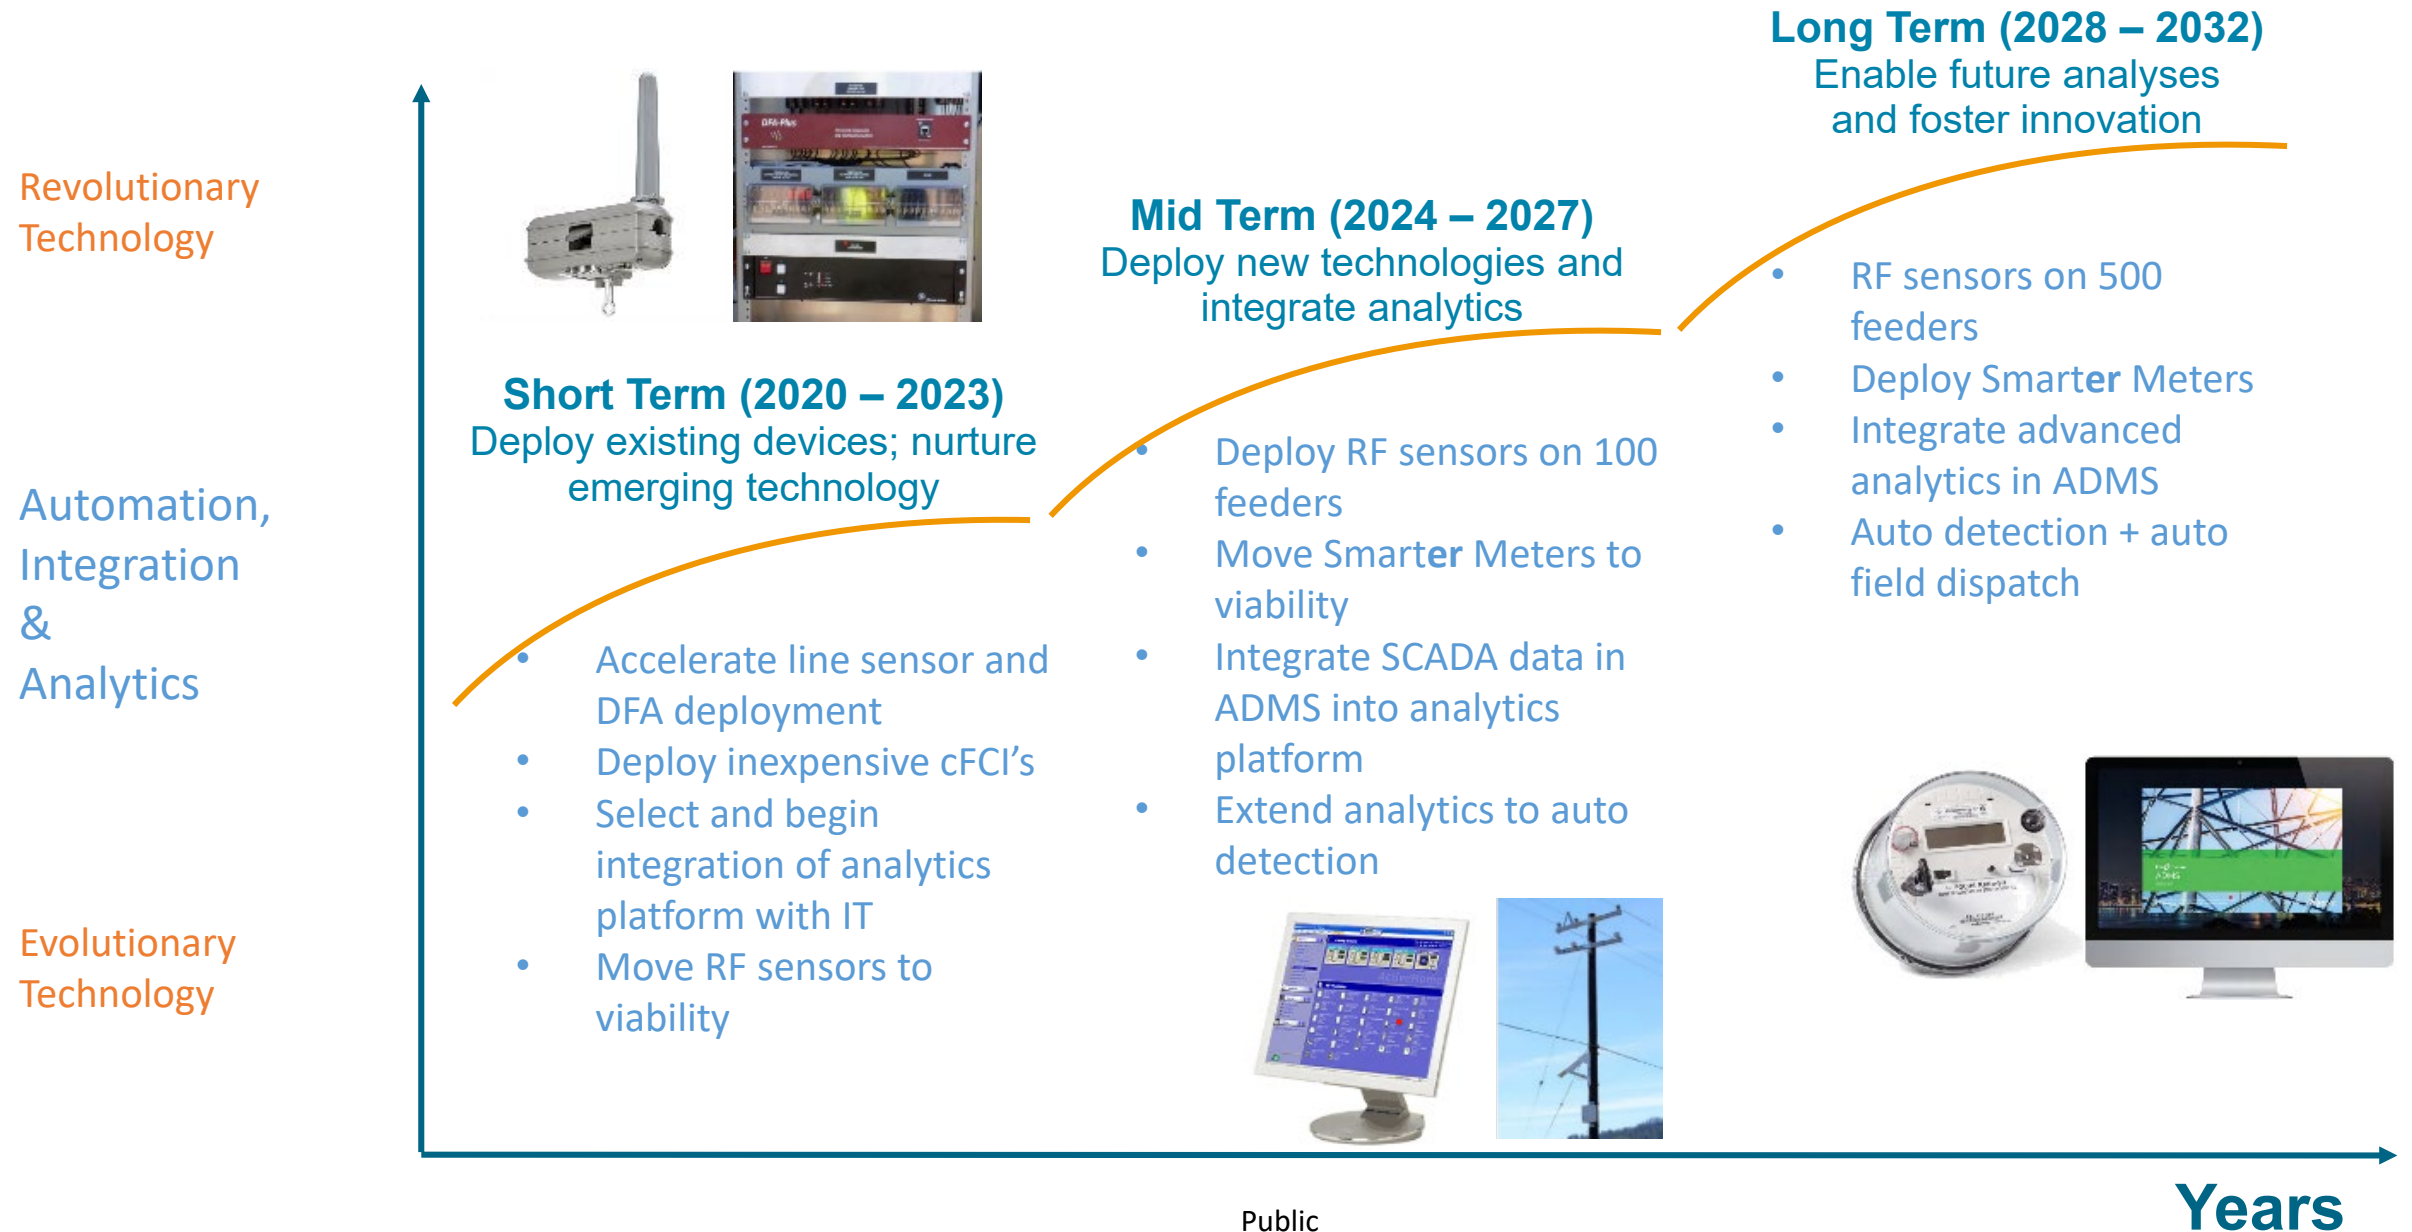 Long Term (2028 – 2032)
Enable future analyses
and foster innovation
Revolutionary
Technology
DFA-Plus
Mid Term (2024 – 2027)
Deploy new technologies and
integrate analytics
Short Term (2020 – 2023)
Deploy existing devices; nurture
emerging technology
Automation,
Integration
&
Analytics
Evolutionary
Technology
• Accelerate line sensor and
DFA deployment
• Deploy inexpensive cFCI’s
• Select and begin
integration of analytics
platform with IT
• Move RF sensors to
viability
• Deploy RF sensors on 100
feeders
• Move Smarter Meters to
viability
• Integrate SCADA data in
ADMS into analytics
platform
• Extend analytics to auto
detection
• RF sensors on 500
feeders
• Deploy Smarter Meters
• Integrate advanced
analytics in ADMS
• Auto detection + auto
field dispatch
ADMS
Years
Public